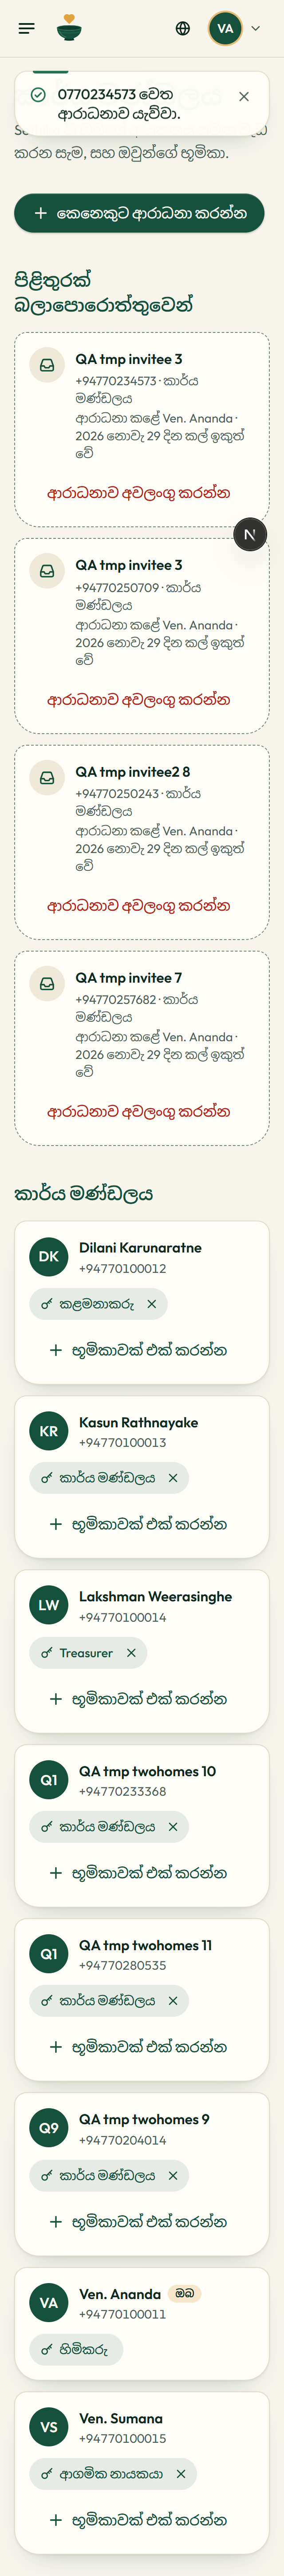 VA
0770234573 වෙත
ආරාධනාව යැව්වා.
කරන සැම, සහ ඔවුන්ගේ භූමිකා.
කෙනෙකුට ආරාධනා කරන්න
පිළිතුරක්
බලාපොරොත්තුවෙන්
QA tmp invitee 3
+94770234573 · කාර්ය
මණ්ඩලය
ආරාධනා කළේ Ven. Ananda ·
2026 නොවැ 29 දින කල් ඉකුත්
වේ
ආරාධනාව අවලංගු කරන්න
N
QA tmp invitee 3
+94770250709 · කාර්ය
මණ්ඩලය
ආරාධනා කළේ Ven. Ananda ·
2026 නොවැ 29 දින කල් ඉකුත්
වේ
ආරාධනාව අවලංගු කරන්න
QA tmp invitee2 8
+94770250243 · කාර්ය
මණ්ඩලය
ආරාධනා කළේ Ven. Ananda ·
2026 නොවැ 29 දින කල් ඉකුත්
වේ
ආරාධනාව අවලංගු කරන්න
QA tmp invitee 7
+94770257682 · කාර්ය
මණ්ඩලය
ආරාධනා කළේ Ven. Ananda ·
2026 නොවැ 29 දින කල් ඉකුත්
වේ
ආරාධනාව අවලංගු කරන්න
කාර්ය මණ්ඩලය
DK Dilani Karunaratne
+94770100012
කළමනාකරු
භූමිකාවක් එක් කරන්න
KR Kasun Rathnayake
+94770100013
කාර්ය මණ්ඩලය
භූමිකාවක් එක් කරන්න
LW Lakshman Weerasinghe
+94770100014
Treasurer
භූමිකාවක් එක් කරන්න
Q1 QA tmp twohomes 10
+94770233368
කාර්ය මණ්ඩලය
භූමිකාවක් එක් කරන්න
Q1 QA tmp twohomes 11
+94770280535
කාර්ය මණ්ඩලය
භූමිකාවක් එක් කරන්න
Q9 QA tmp twohomes 9
+94770204014
කාර්ය මණ්ඩලය
භූමිකාවක් එක් කරන්න
VA Ven. Ananda ඔබ
+94770100011
හිමිකරු
VS Ven. Sumana
+94770100015
ආගමික නායකයා
භූමිකාවක් එක් කරන්න